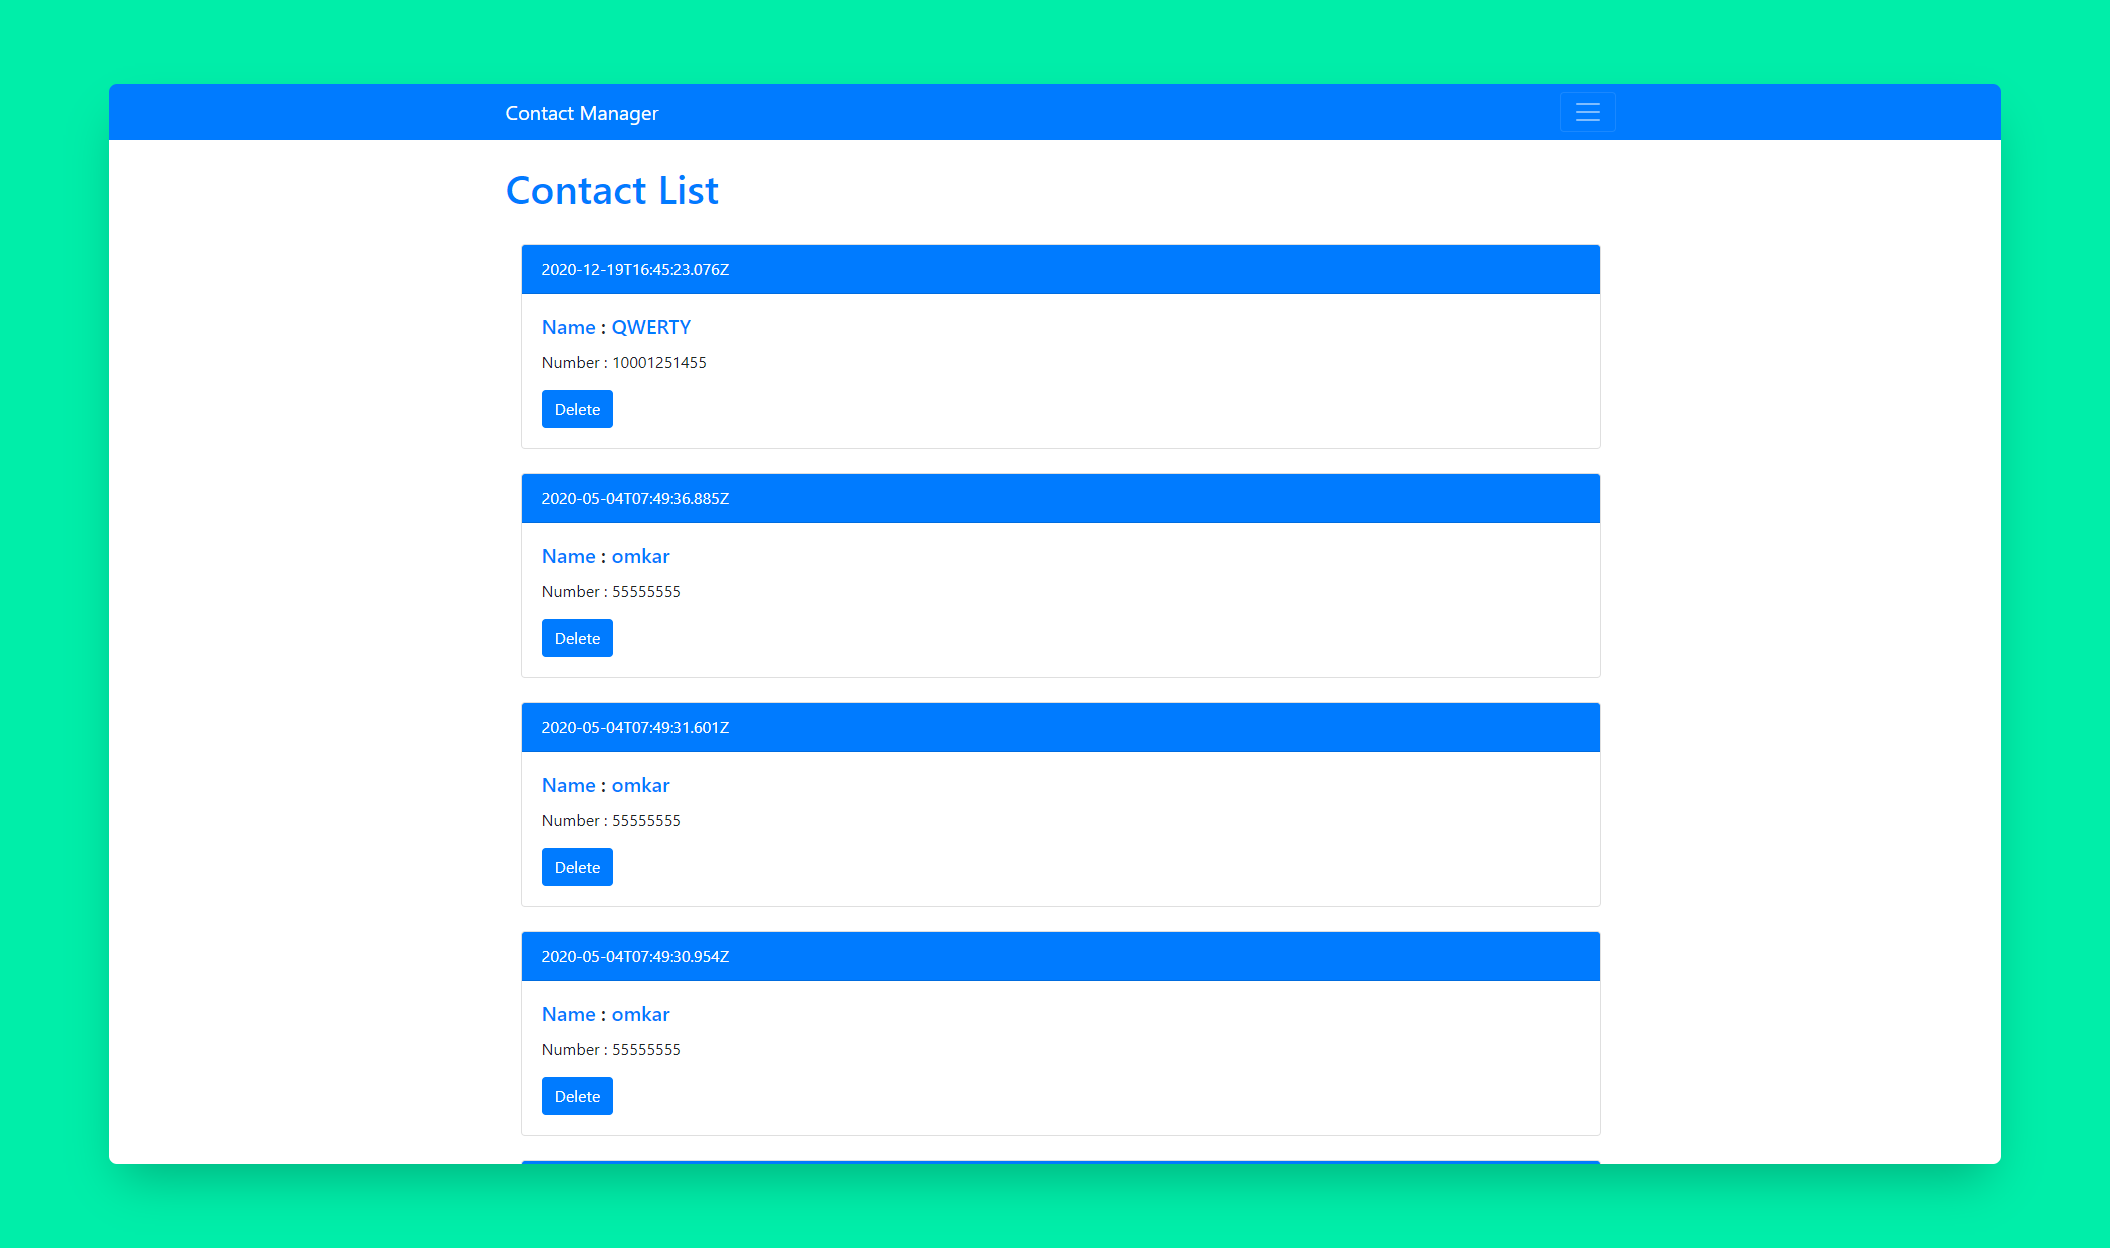 Contact Manager
Contact List
2020-12-19T16:45:23.076Z
Name : QWERTY
Number : 10001251455
Delete
2020-05-04T07:49:36.885Z
Name : omkar
Number : 55555555
Delete
2020-05-04T07:49:31.601Z
Name : omkar
Number : 55555555
Delete
2020-05-04T07:49:30.954Z
Name : omkar
Number : 55555555
Delete